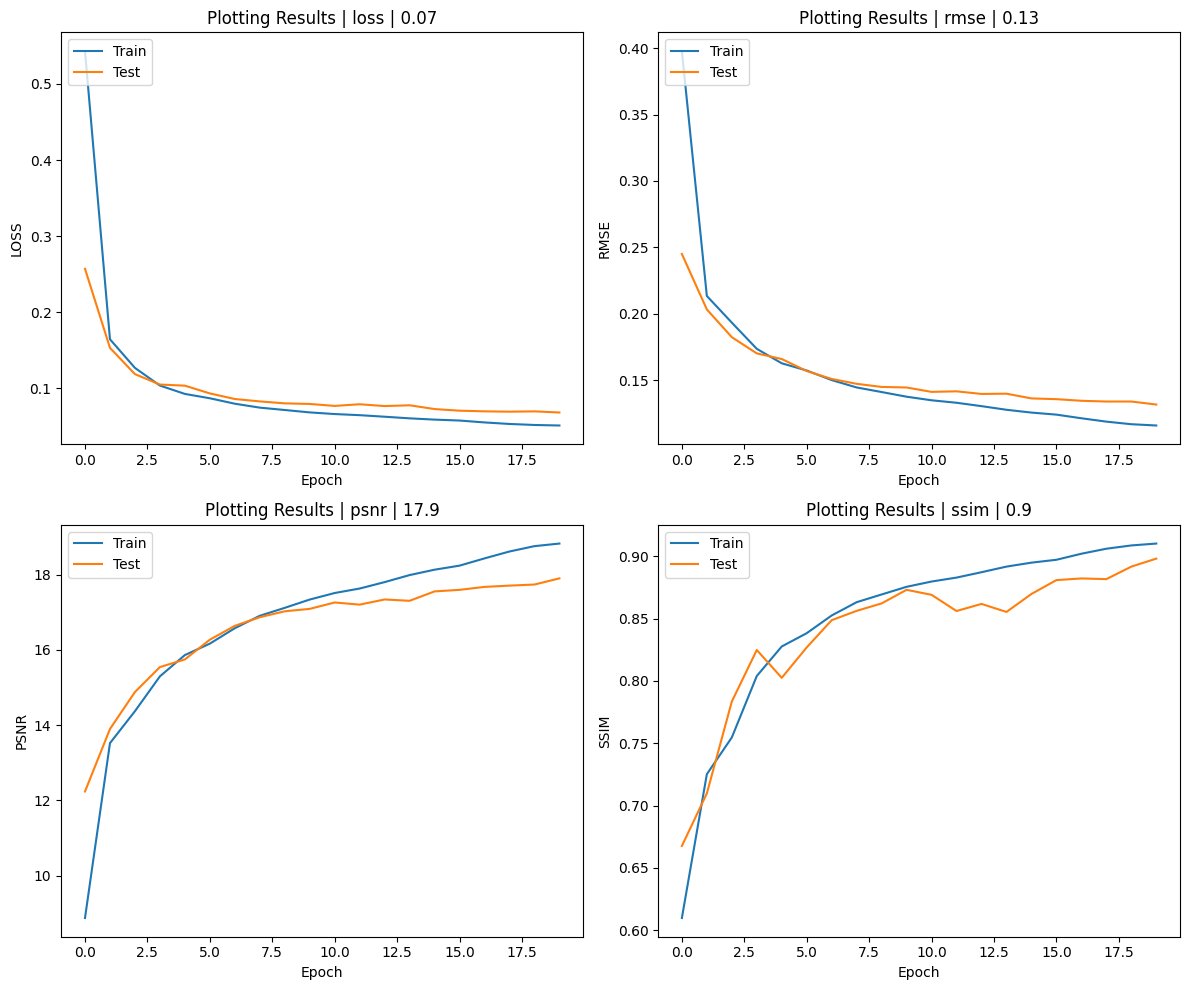 Plotting Results | loss | 0.07
Train
Test
0.5
0.4
0.3
0.2
0.1
LOSS
0.0 2.5 5.0 7.5 10.0 12.5 15.0 17.5
Epoch
Plotting Results | rmse | 0.13
Train
Test
0.40
0.35
0.30
0.25
0.20
0.15
RMSE
0.0 2.5 5.0 7.5 10.0 12.5 15.0 17.5
Epoch
Plotting Results | psnr | 17.9
Train
Test
18
16
14
12
10
PSNR
0.0 2.5 5.0 7.5 10.0 12.5 15.0 17.5
Epoch
Plotting Results | ssim | 0.9
Train
Test
0.90
0.85
0.80
0.75
0.70
0.65
0.60
SSIM
0.0 2.5 5.0 7.5 10.0 12.5 15.0 17.5
Epoch